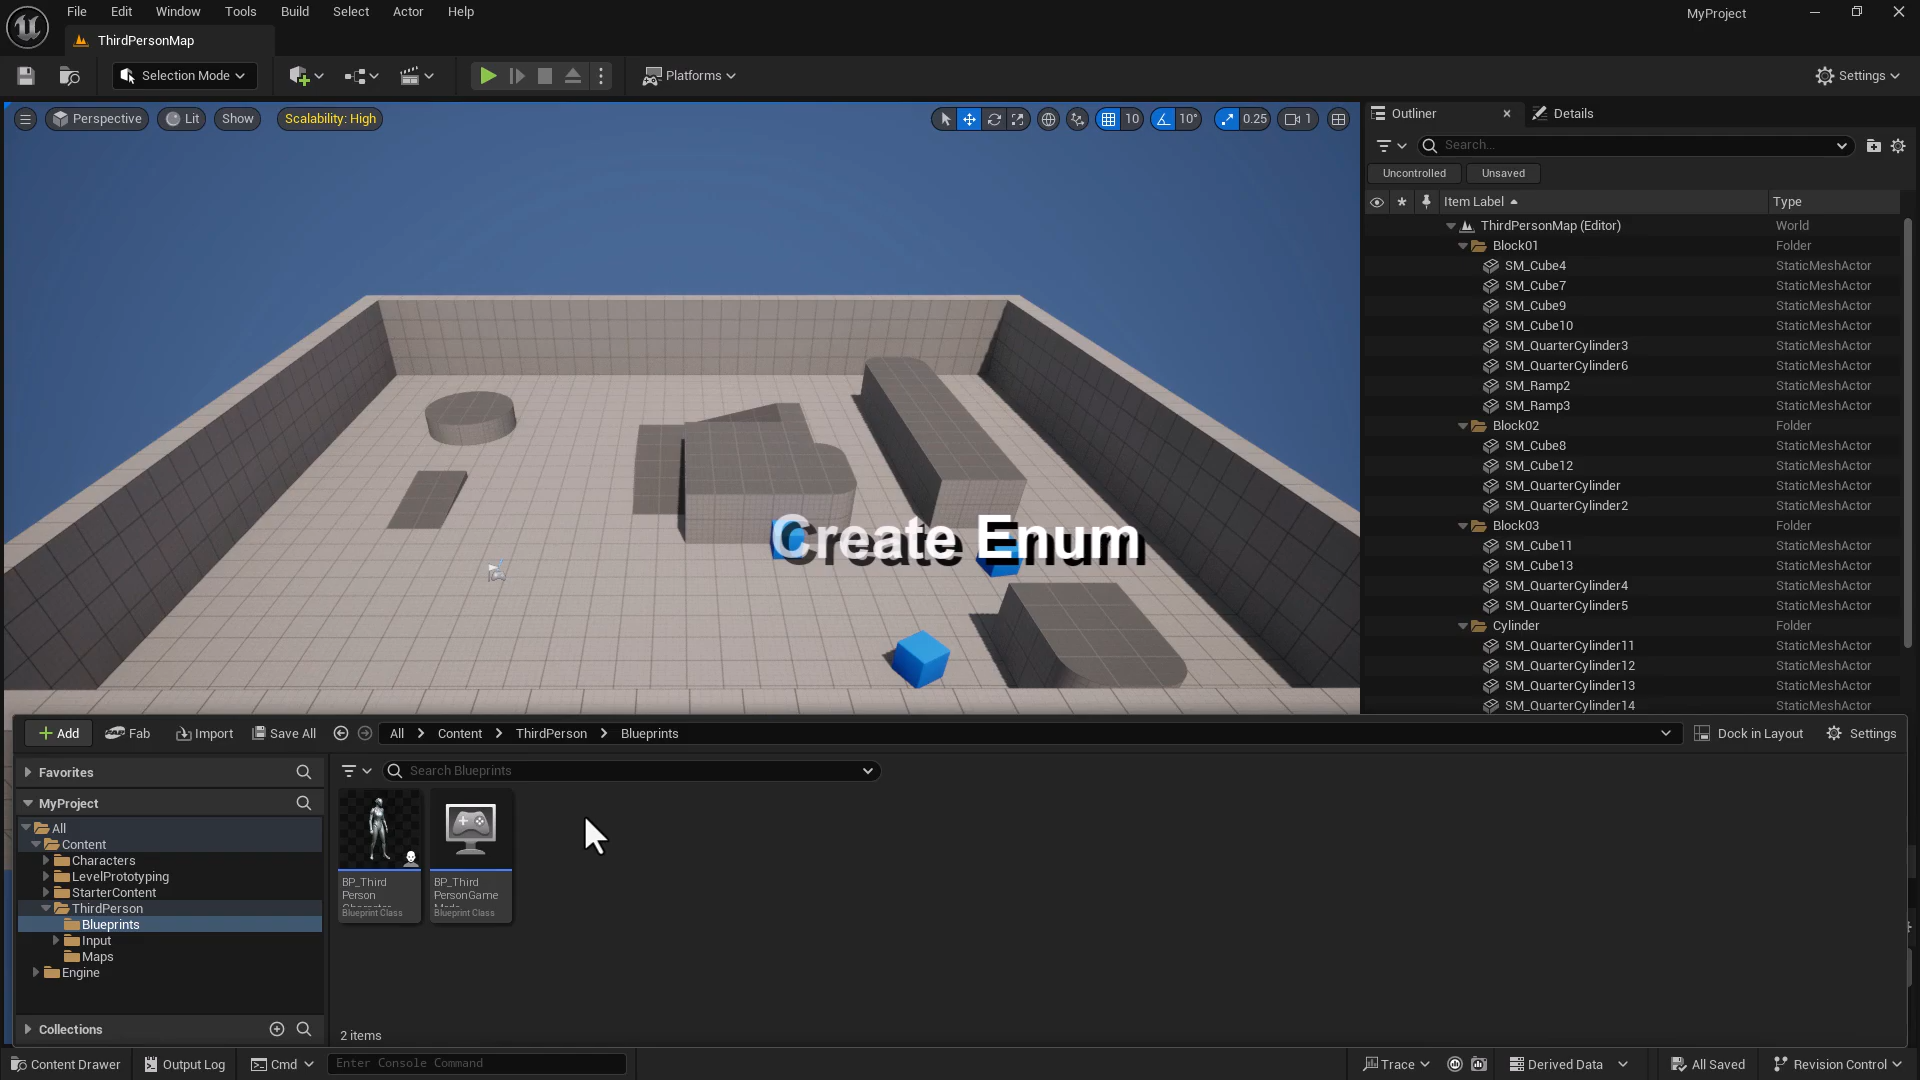 File Edit Window Tools Build Select Actor Help
MyProject
ThirdPersonMap
Selection Mode
Platforms
Settings
Perspective Lit Show Scalability: High
10 10° 0.25 1
Outliner
Details
Search...
Uncontrolled Unsaved
Item Label Type
ThirdPersonMap (Editor) World
Block01 Folder
SM_Cube4 StaticMeshActor
SM_Cube7 StaticMeshActor
SM_Cube9 StaticMeshActor
SM_Cube10 StaticMeshActor
SM_QuarterCylinder3 StaticMeshActor
SM_QuarterCylinder6 StaticMeshActor
SM_Ramp2 StaticMeshActor
SM_Ramp3 StaticMeshActor
Block02 Folder
SM_Cube8 StaticMeshActor
SM_Cube12 StaticMeshActor
SM_QuarterCylinder StaticMeshActor
SM_QuarterCylinder2 StaticMeshActor
Block03 Folder
SM_Cube11 StaticMeshActor
SM_Cube13 StaticMeshActor
SM_QuarterCylinder4 StaticMeshActor
SM_QuarterCylinder5 StaticMeshActor
Cylinder Folder
SM_QuarterCylinder11 StaticMeshActor
SM_QuarterCylinder12 StaticMeshActor
SM_QuarterCylinder13 StaticMeshActor
SM_QuarterCylinder14 StaticMeshActor
Create Enum
Add Fab Import Save All All Content ThirdPerson Blueprints Dock in Layout Settings
Favorites
MyProject
All
Content
Characters
LevelPrototyping
StarterContent
ThirdPerson
Blueprints
Input
Maps
Engine
Collections
Search Blueprints
BP_Third
Person
Character
Blueprint Class
BP_Third
PersonGame
Mode
Blueprint Class
2 items
Content Drawer Output Log Cmd Enter Console Command Trace Derived Data All Saved Revision Control